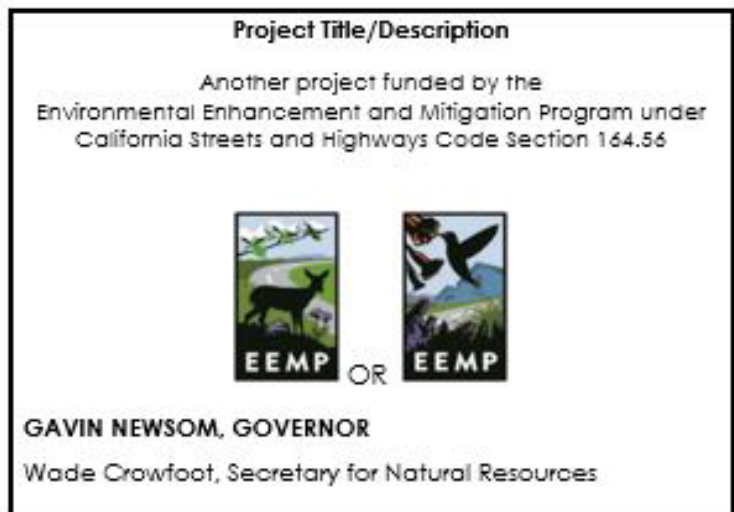 Project Title/Description
Another project funded by the
Environmental Enhancement and Mitigation Program under
California Streets and Highways Code Section 164.56
EEMP OR EEMP
GAVIN NEWSOM, GOVERNOR
Wade Crowfoot, Secretary for Natural Resources